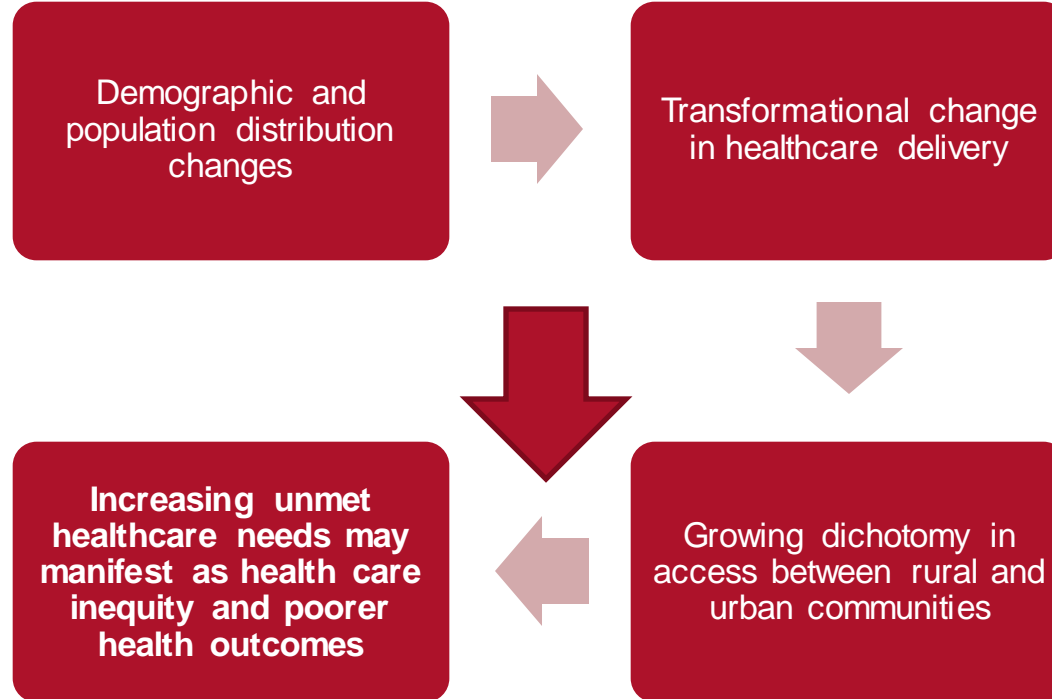 Demographic and
population distribution
changes
Transformational change
in healthcare delivery
Increasing unmet
healthcare needs may
manifest as health care
inequity and poorer
health outcomes
Growing dichotomy in
access between rural and
urban communities